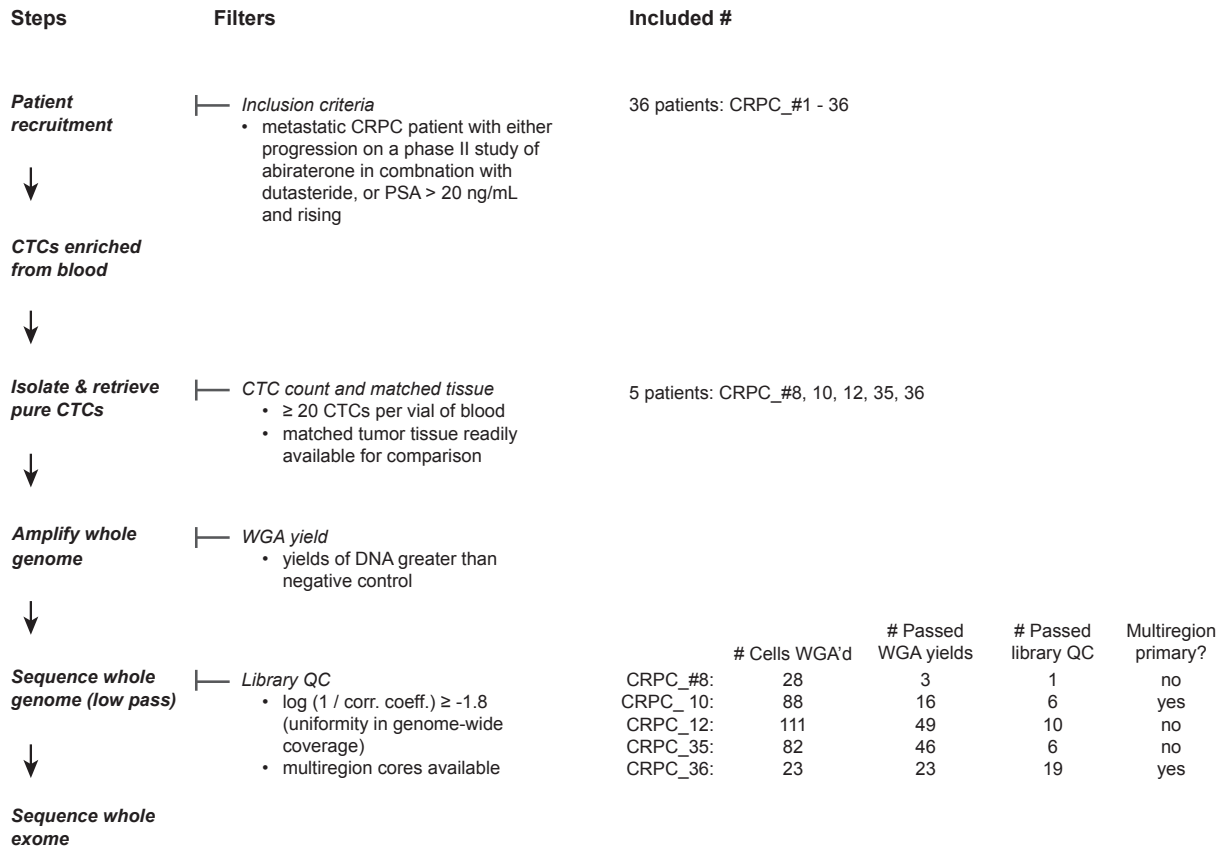 Steps
Filters
Included #
Patient
recruitment
Inclusion criteria
• metastatic CRPC patient with either
progression on a phase II study of
abiraterone in combnation with
dutasteride, or PSA > 20 ng/mL
and rising
36 patients: CRPC_#1 - 36
CTCs enriched
from blood
Isolate & retrieve
pure CTCs
CTC count and matched tissue
• ≥ 20 CTCs per vial of blood
• matched tumor tissue readily
available for comparison
5 patients: CRPC_#8, 10, 12, 35, 36
Amplify whole
genome
WGA yield
• yields of DNA greater than
negative control
Sequence whole
genome (low pass)
Library QC
• log (1 / corr. coeff.) ≥ -1.8
(uniformity in genome-wide
coverage)
• multiregion cores available
# Cells WGA'd
# Passed
WGA yields
# Passed
library QC
Multiregion
primary?
CRPC_#8: 28 3 1 no
CRPC_ 10: 88 16 6 yes
CRPC_12: 111 49 10 no
CRPC_35: 82 46 6 no
CRPC_36: 23 23 19 yes
Sequence whole
exome